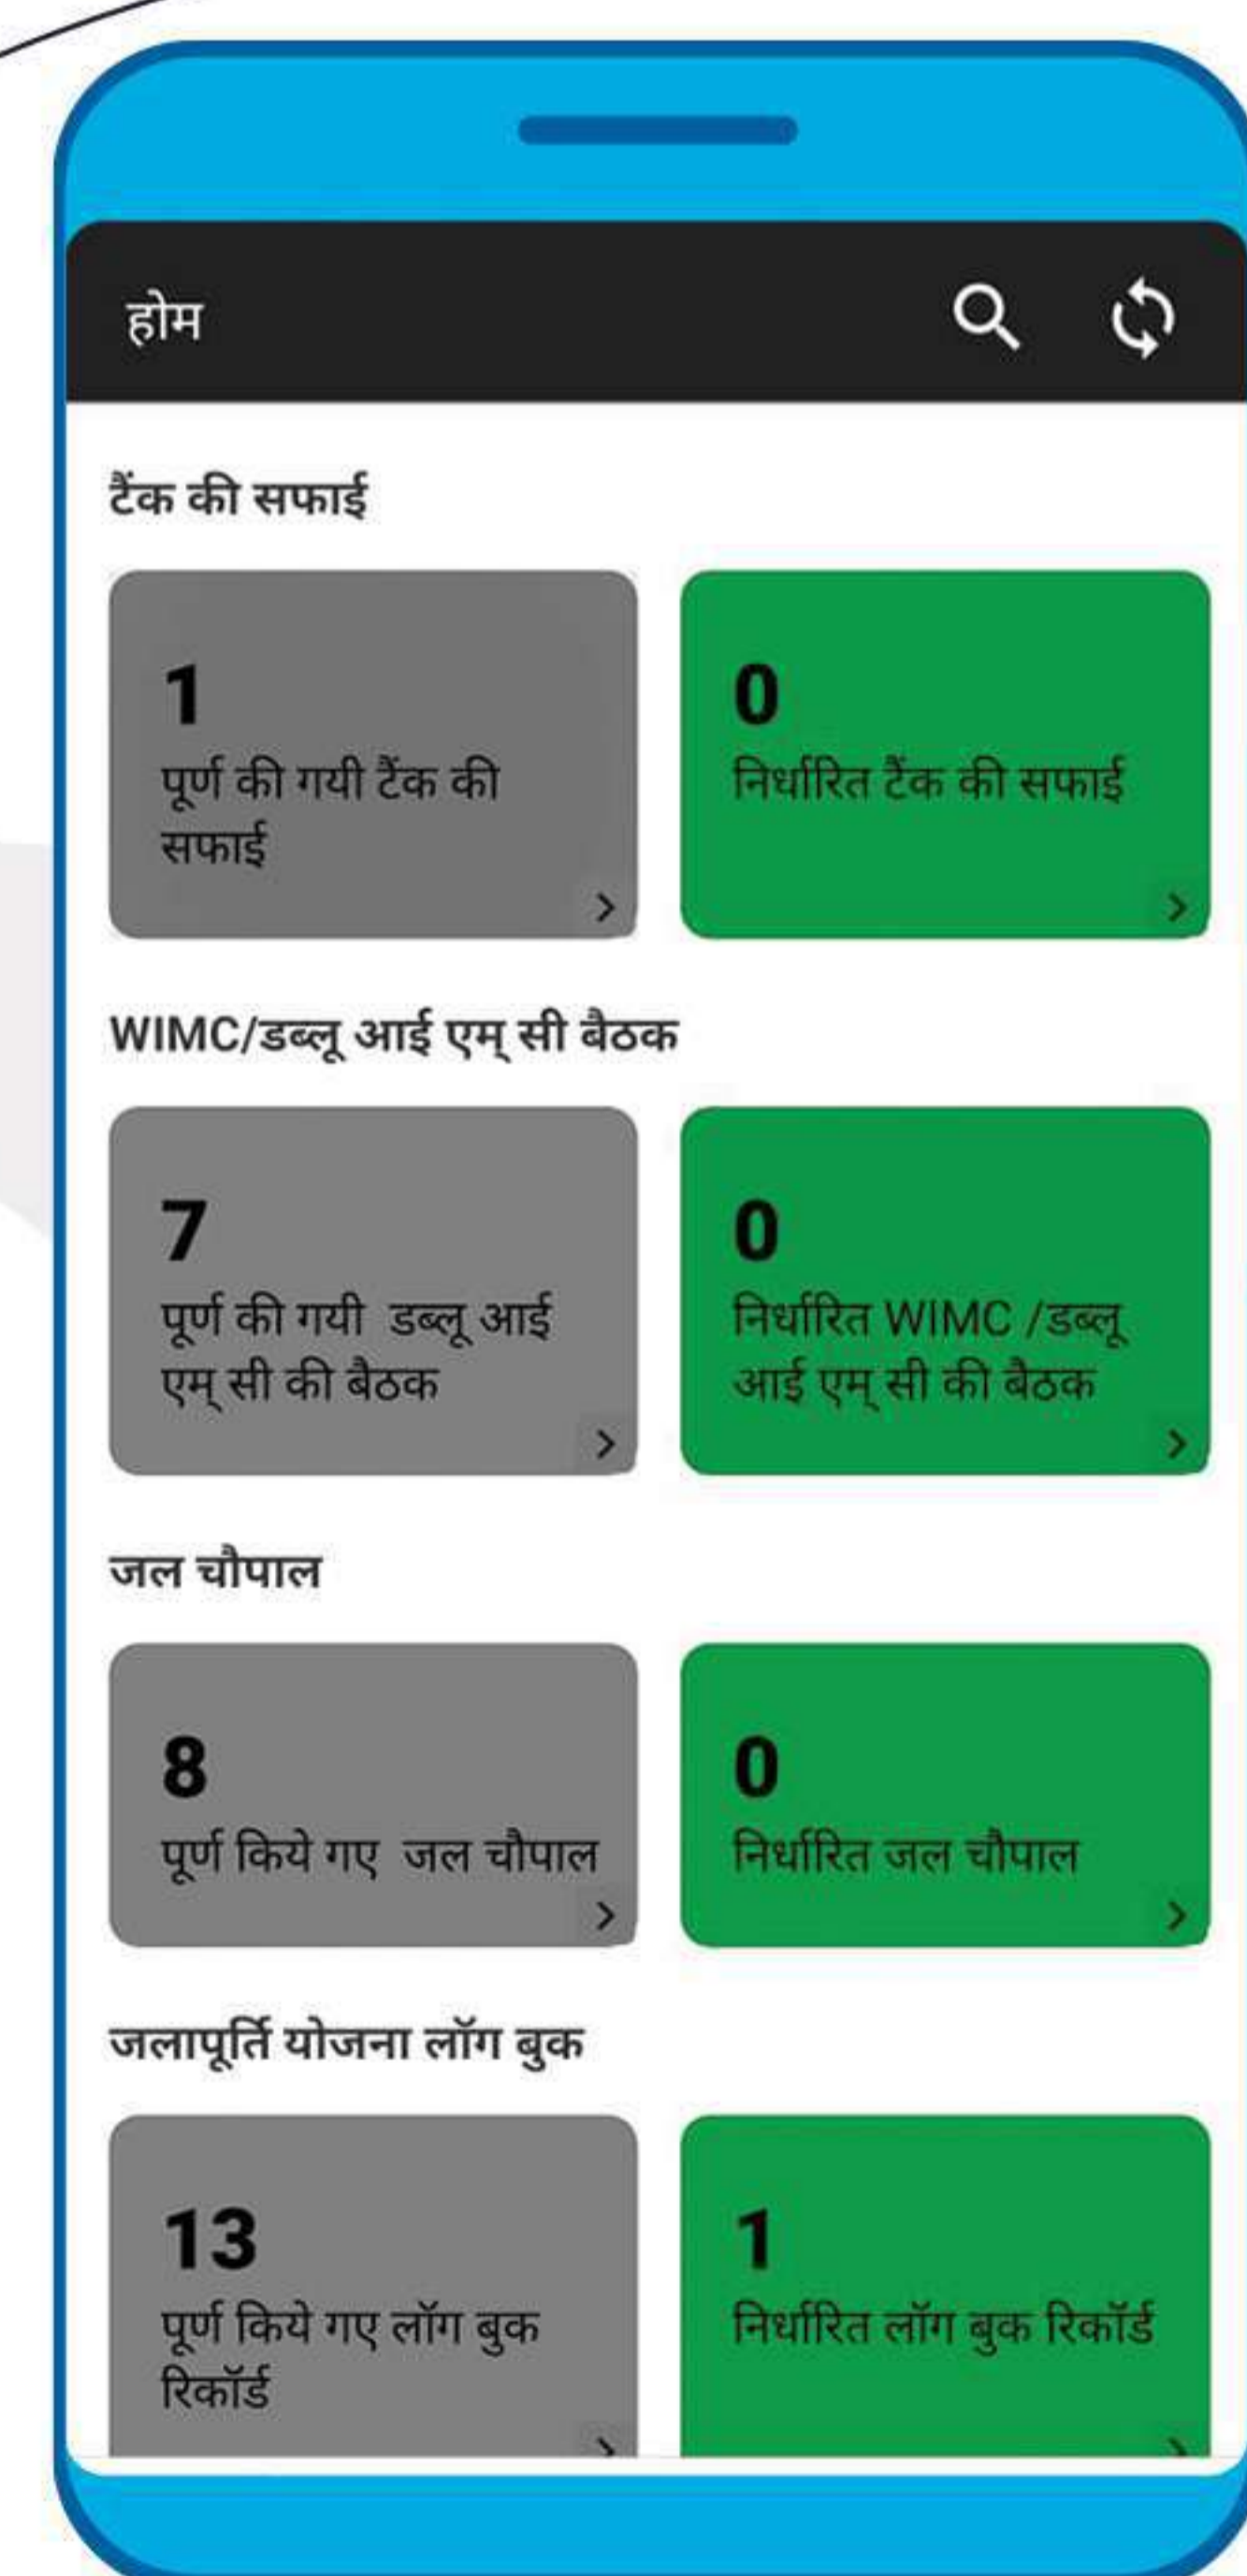 होम
टैंक की सफाई
1
पूर्ण की गयी टैंक की
सफाई
0
निर्धारित टैंक की सफाई
WIMC/डब्लू आई एम् सी बैठक
7
पूर्ण की गयी डब्लू आई
एम् सी की बैठक
0
निर्धारित WIMC /डब्लू
आई एम् सी की बैठक
जल चौपाल
8
पूर्ण किये गए जल चौपाल
0
निर्धारित जल चौपाल
जलापूर्ति योजना लॉग बुक
13
पूर्ण किये गए लॉग बुक
रिकॉर्ड
1
निर्धारित लॉग बुक रिकॉर्ड